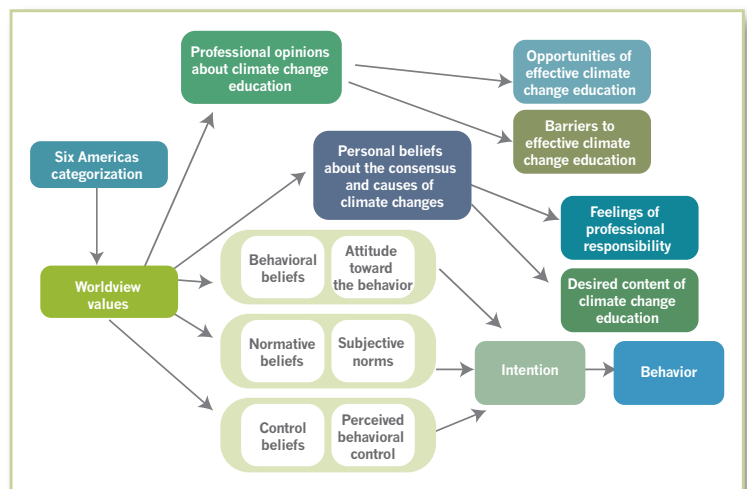 Professional opinions
about climate change
education
Opportunities of
effective climate
change education
Barriers to
effective climate
change education
Six Americas
categorization
Personal beliefs
about the consensus
and causes of
climate changes
Feelings of
professional
responsibility
Worldview
values
Behavioral
beliefs
Attitude
toward
the behavior
Desired content of
climate change
education
Normative
beliefs
Subjective
norms
Intention
Behavior
Control
beliefs
Perceived
behavioral
control